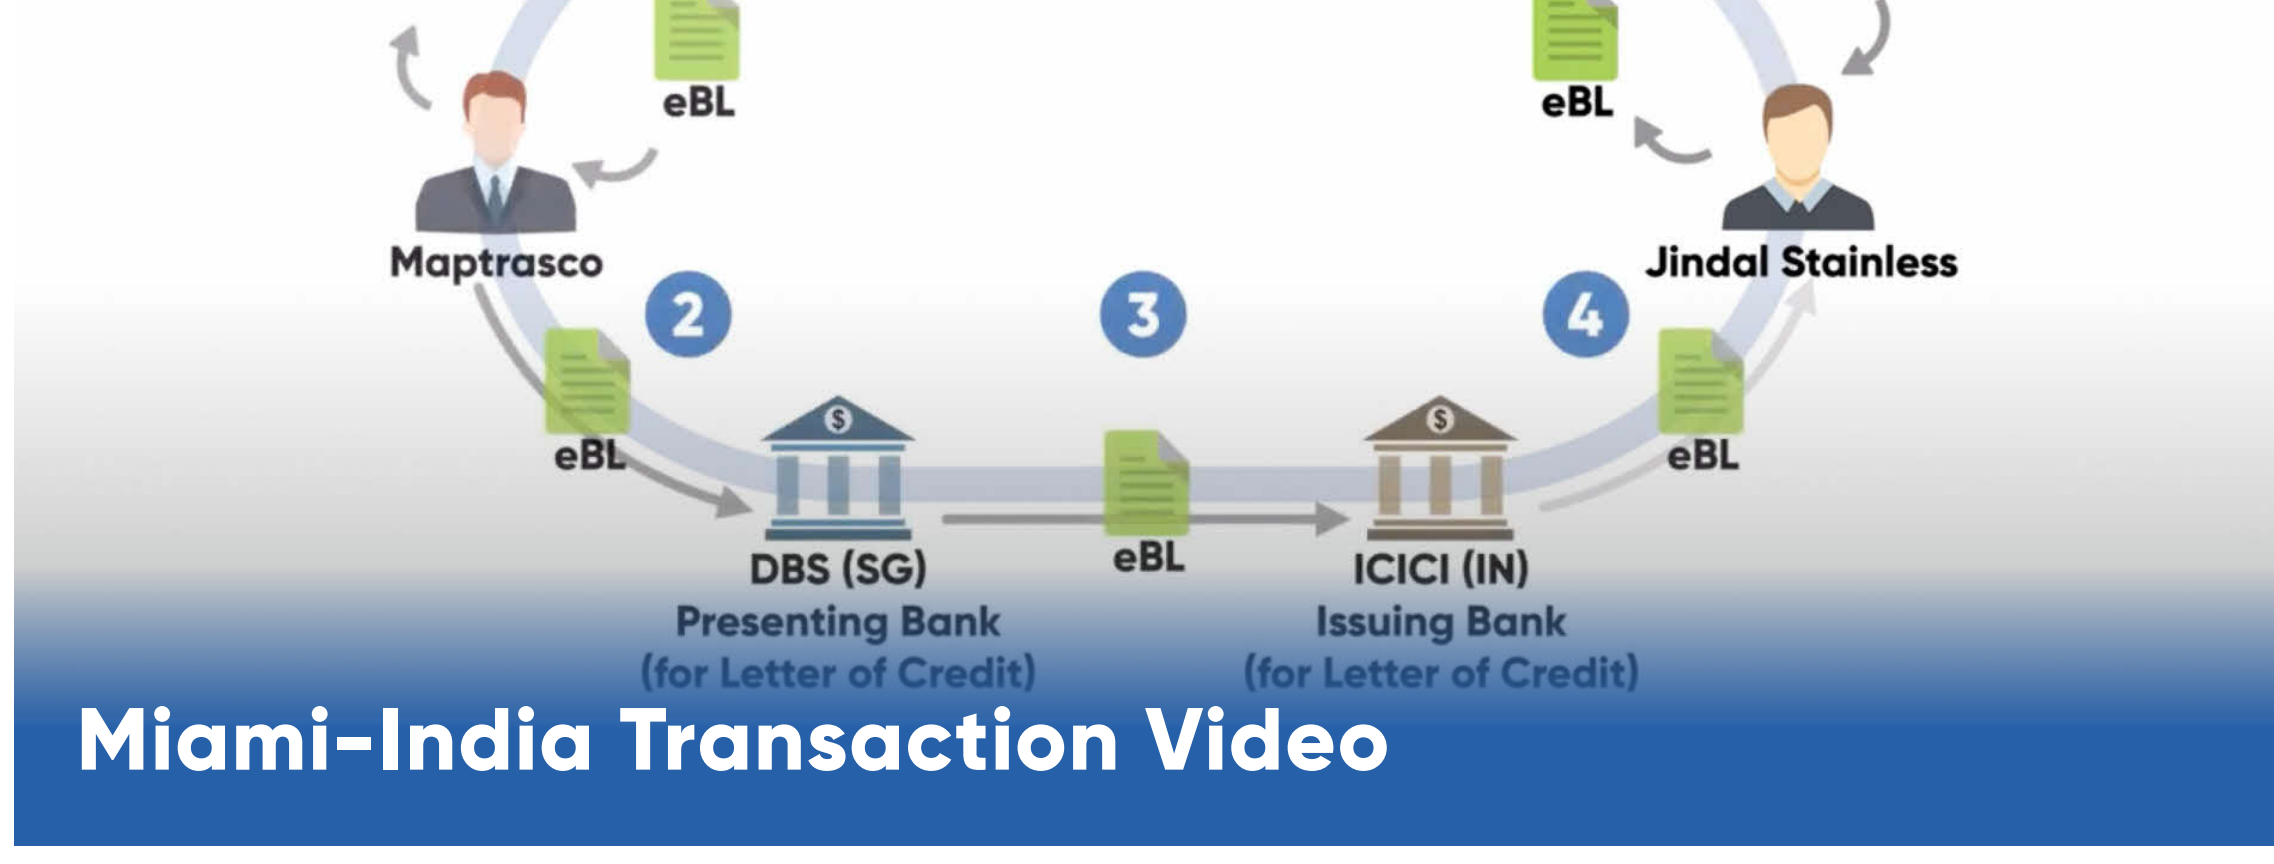 eBL
eBL
Maptrasco
Jindal Stainless
2
3
4
eBL
eBL
eBL
$
$
DBS (SG)
Presenting Bank
(for Letter of Credit)
ICICI (IN)
Issuing Bank
(for Letter of Credit)
Miami-India Transaction Video